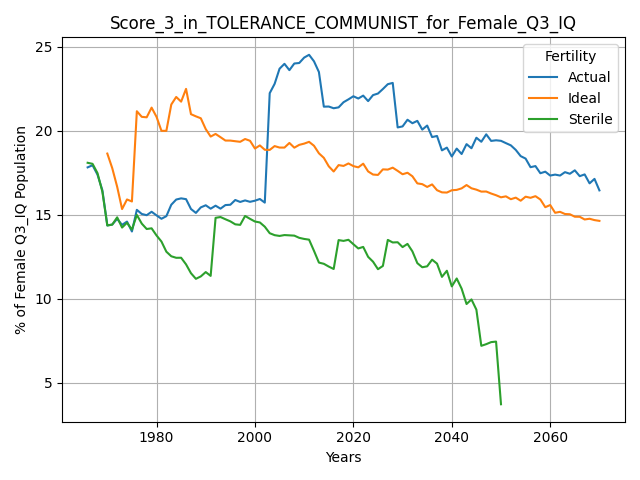 Score_3_in_TOLERANCE_COMMUNIST_for_Female_Q3_IQ
Fertility
Actual
Ideal
Sterile
% of Female Q3_IQ Population
25
20
15
10
5
1980
2000
2020
2040
2060
Years